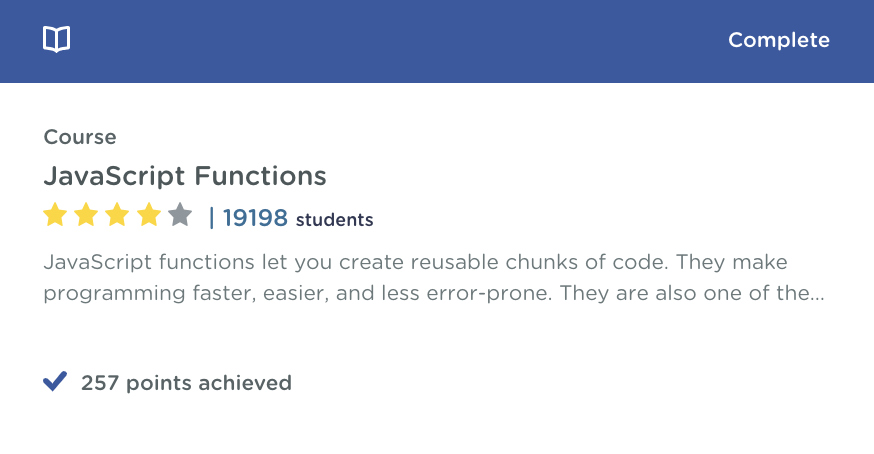 Complete
Course
JavaScript Functions
| 19198 students
JavaScript functions let you create reusable chunks of code. They make
programming faster, easier, and less error-prone. They are also one of the...
257 points achieved